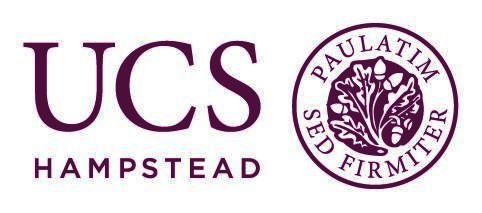 UCS
HAMPSTEAD
PAULATIM
SED FIRMITER